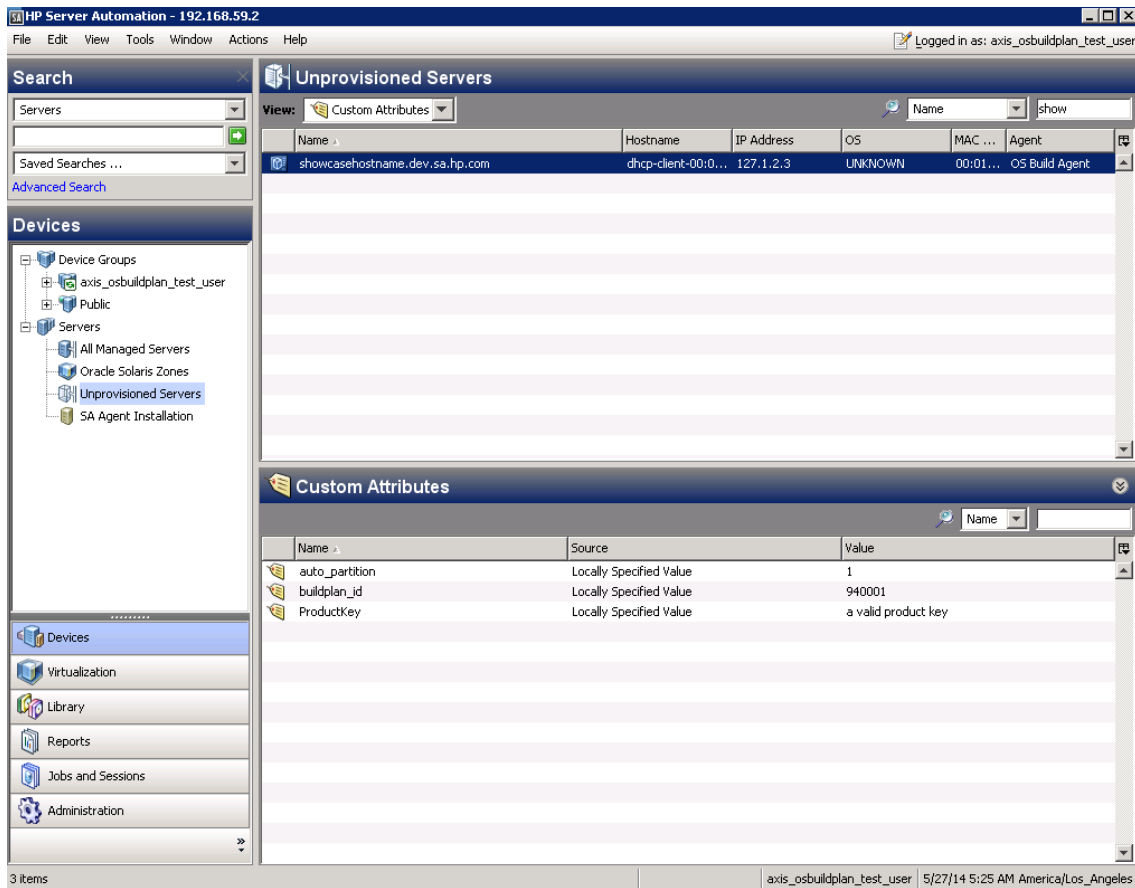 HP Server Automation - 192.168.59.2
File Edit View Tools Window Actions Help
Logged in as: axis_osbuildplan_test_user
Search
Servers
Saved Searches ...
Advanced Search
Devices
Device Groups
axis_osbuildplan_test_user
Public
Servers
All Managed Servers
Oracle Solaris Zones
Unprovisioned Servers
SA Agent Installation
Devices
Virtualization
Library
Reports
Jobs and Sessions
Administration
Unprovisioned Servers
View: Custom Attributes
Name show
Name Hostname IP Address OS MAC ... Agent
showcasehostname.dev.sa.hp.com dhcp-client-00:0... 127.1.2.3 UNKNOWN 00:01... OS Build Agent
Custom Attributes
Name
Name Source Value
auto_partition Locally Specified Value 1
buildplan_id Locally Specified Value 940001
ProductKey Locally Specified Value a valid product key
3 items
axis_osbuildplan_test_user 5/27/14 5:25 AM America/Los_Angeles